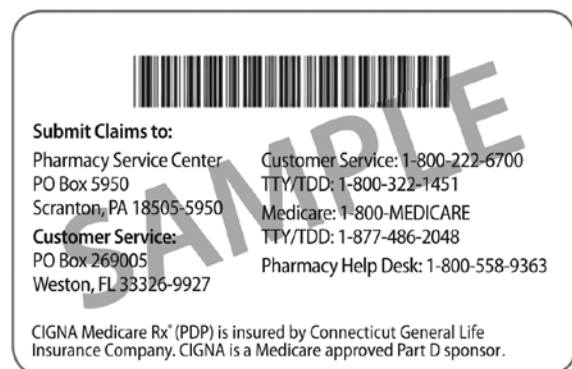 Submit Claims to:
Pharmacy Service Center
PO Box 5950
Scranton, PA 18505-5950
Customer Service:
PO Box 269005
Weston, FL 33326-9927
Customer Service: 1-800-222-6700
TTY/TDD: 1-800-322-1451
Medicare: 1-800-MEDICARE
TTY/TDD: 1-877-486-2048
Pharmacy Help Desk: 1-800-558-9363
CIGNA Medicare Rx® (PDP) is insured by Connecticut General Life
Insurance Company. CIGNA is a Medicare approved Part D sponsor.
SAMPLE